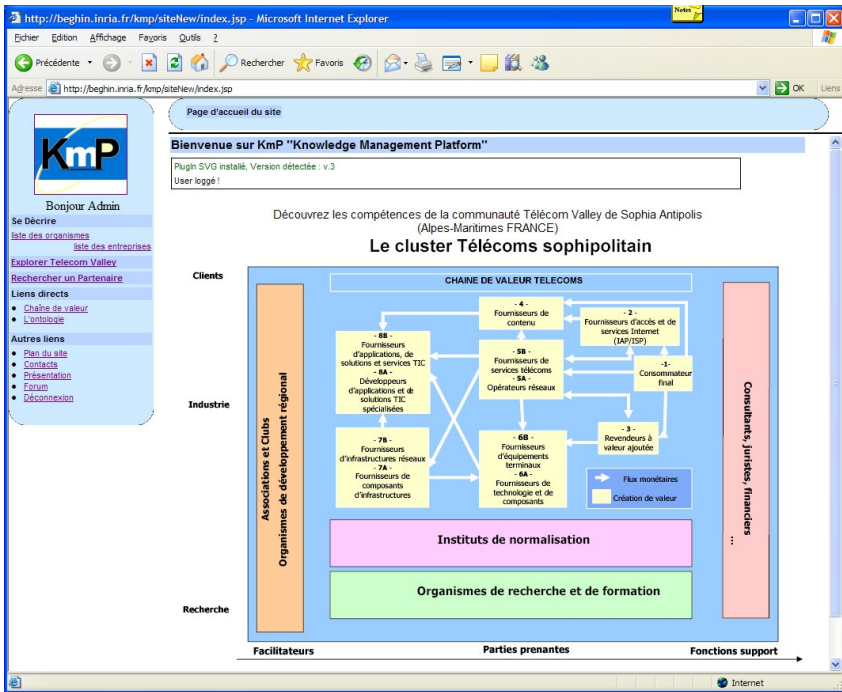 http://beghin.inria.fr/kmp/siteNew/index.jsp - Microsoft Internet Explorer
Notes
Fichier Edition Affichage Favoris Outils ?
Précédente Rechercher Favoris
Adresse http://beghin.inria.fr/kmp/siteNew/index.jsp OK Liens
KmP
Bonjour Admin
Se Décrire
liste des organismes
liste des entreprises
Explorer Telecom Valley
Rechercher un Partenaire
Liens directs
Chaîne de valeur
L'ontologie
Autres liens
Plan du site
Contacts
Présentation
Forum
Déconnexion
Page d'accueil du site
Bienvenue sur KmP "Knowledge Management Platform"
Plugin SVG installé, Version détectée : v.3
User loggé !
Découvrez les compétences de la communauté Télécom Valley de Sophia Antipolis
(Alpes-Maritimes FRANCE)
Le cluster Télécoms sophipolitain
Clients
Industrie
Recherche
Associations et Clubs
Organismes de développement régional
CHAINE DE VALEUR TELECOMS
- 4 -
Fournisseurs de
contenu
- 2 -
Fournisseurs d'accès et de
services Internet
(IAP/ISP)
- 8B -
Fournisseurs
d'applications, de
solutions et services TIC
- 8A -
Développeurs
d'applications et de
solutions TIC
spécialisées
- 5B -
Fournisseurs de
services télécoms
- 5A -
Opérateurs réseaux
-1-
Consommateur
final
- 3 -
Revendeurs à
valeur ajoutée
- 7B -
Fournisseurs
d'infrastructures réseaux
- 7A -
Fournisseurs de
composants
d'infrastructures
- 6B -
Fournisseurs
d'équipements
terminaux
- 6A -
Fournisseurs de
technologie et de
composants
Flux monétaires
Création de valeur
Consultants, juristes, financiers
...
Instituts de normalisation
Organismes de recherche et de formation
Facilitateurs Parties prenantes Fonctions support
Internet